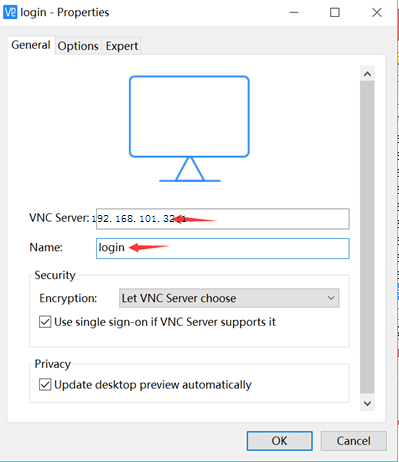 login - Properties
General Options Expert
VNC Server: 192. 168. 101. 32
Name: login
Security
Encryption: Let VNC Server choose
Use single sign-on if VNC Server supports it
Privacy
Update desktop preview automatically
OK Cancel